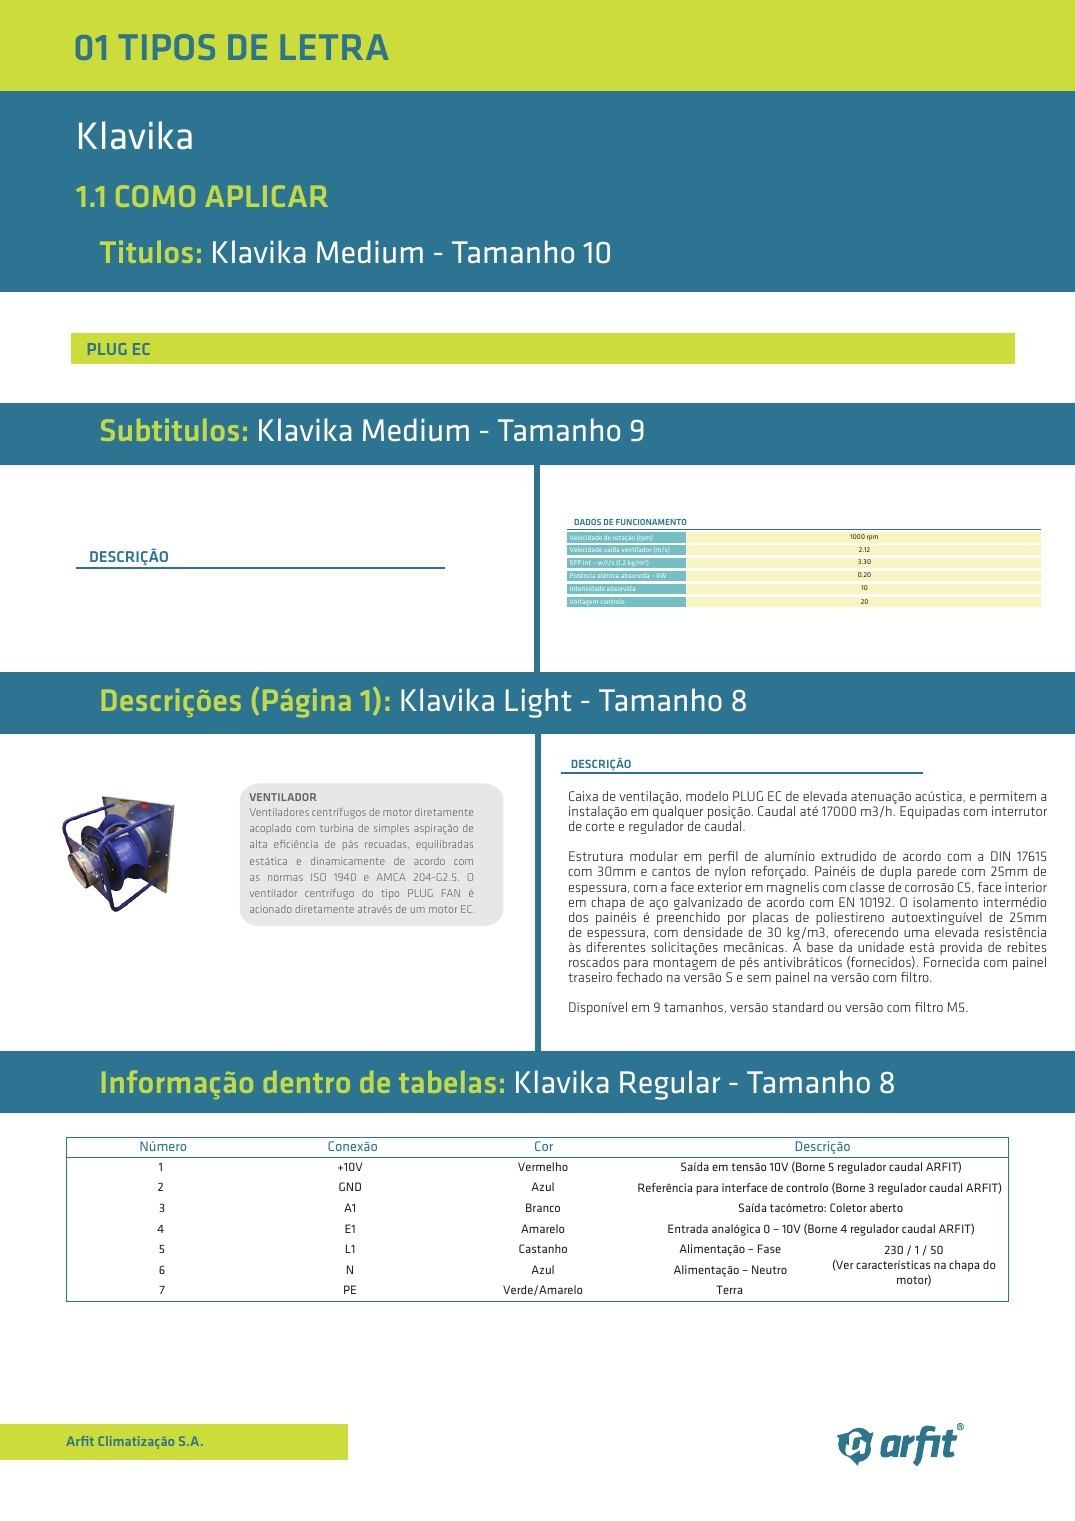 01 TIPOS DE LETRA
Klavika
1.1 COMO APLICAR
Titulos: Klavika Medium - Tamanho 10
PLUG EC
Subtitulos: Klavika Medium - Tamanho 9
DESCRIÇÃO
DADOS DE FUNCIONAMENTO
Velocidade de rotação (rpm) 1000 rpm
Velocidade saída ventilador (m/s) 2.12
SFP int - w/l/s (1,2 kg/m³) 3.30
Potência elétrica absorvida - kW 0.20
Intensidade absorvida 10
Voltagem controlo 20
Descrições (Página 1): Klavika Light - Tamanho 8
VENTILADOR
Ventiladores centrífugos de motor diretamente
acoplado com turbina de simples aspiração de
alta eficiência de pás recuadas, equilibradas
estática e dinamicamente de acordo com
as normas ISO 1940 e AMCA 204-G2.5. O
ventilador centrífugo do tipo PLUG FAN é
acionado diretamente através de um motor EC.
DESCRIÇÃO
Caixa de ventilação, modelo PLUG EC de elevada atenuação acústica, e permitem a
instalação em qualquer posição. Caudal até 17000 m3/h. Equipadas com interrutor
de corte e regulador de caudal.
Estrutura modular em perfil de alumínio extrudido de acordo com a DIN 17615
com 30mm e cantos de nylon reforçado. Painéis de dupla parede com 25mm de
espessura, com a face exterior em magnelis com classe de corrosão C5, face interior
em chapa de aço galvanizado de acordo com EN 10192. O isolamento intermédio
dos painéis é preenchido por placas de poliestireno autoextinguível de 25mm
de espessura, com densidade de 30 kg/m3, oferecendo uma elevada resistência
às diferentes solicitações mecânicas. A base da unidade está provida de rebites
roscados para montagem de pés antivibráticos (fornecidos). Fornecida com painel
traseiro fechado na versão S e sem painel na versão com filtro.
Disponível em 9 tamanhos, versão standard ou versão com filtro M5.
Informação dentro de tabelas: Klavika Regular - Tamanho 8
Número Conexão Cor Descrição
1 +10V Vermelho Saída em tensão 10V (Borne 5 regulador caudal ARFIT)
2 GND Azul Referência para interface de controlo (Borne 3 regulador caudal ARFIT)
3 A1 Branco Saída tacómetro: Coletor aberto
4 E1 Amarelo Entrada analógica 0 – 10V (Borne 4 regulador caudal ARFIT)
5 L1 Castanho Alimentação – Fase 230 / 1 / 50
6 N Azul Alimentação – Neutro (Ver características na chapa do
motor)
7 PE Verde/Amarelo Terra
Arfit Climatização S.A.
arfit®